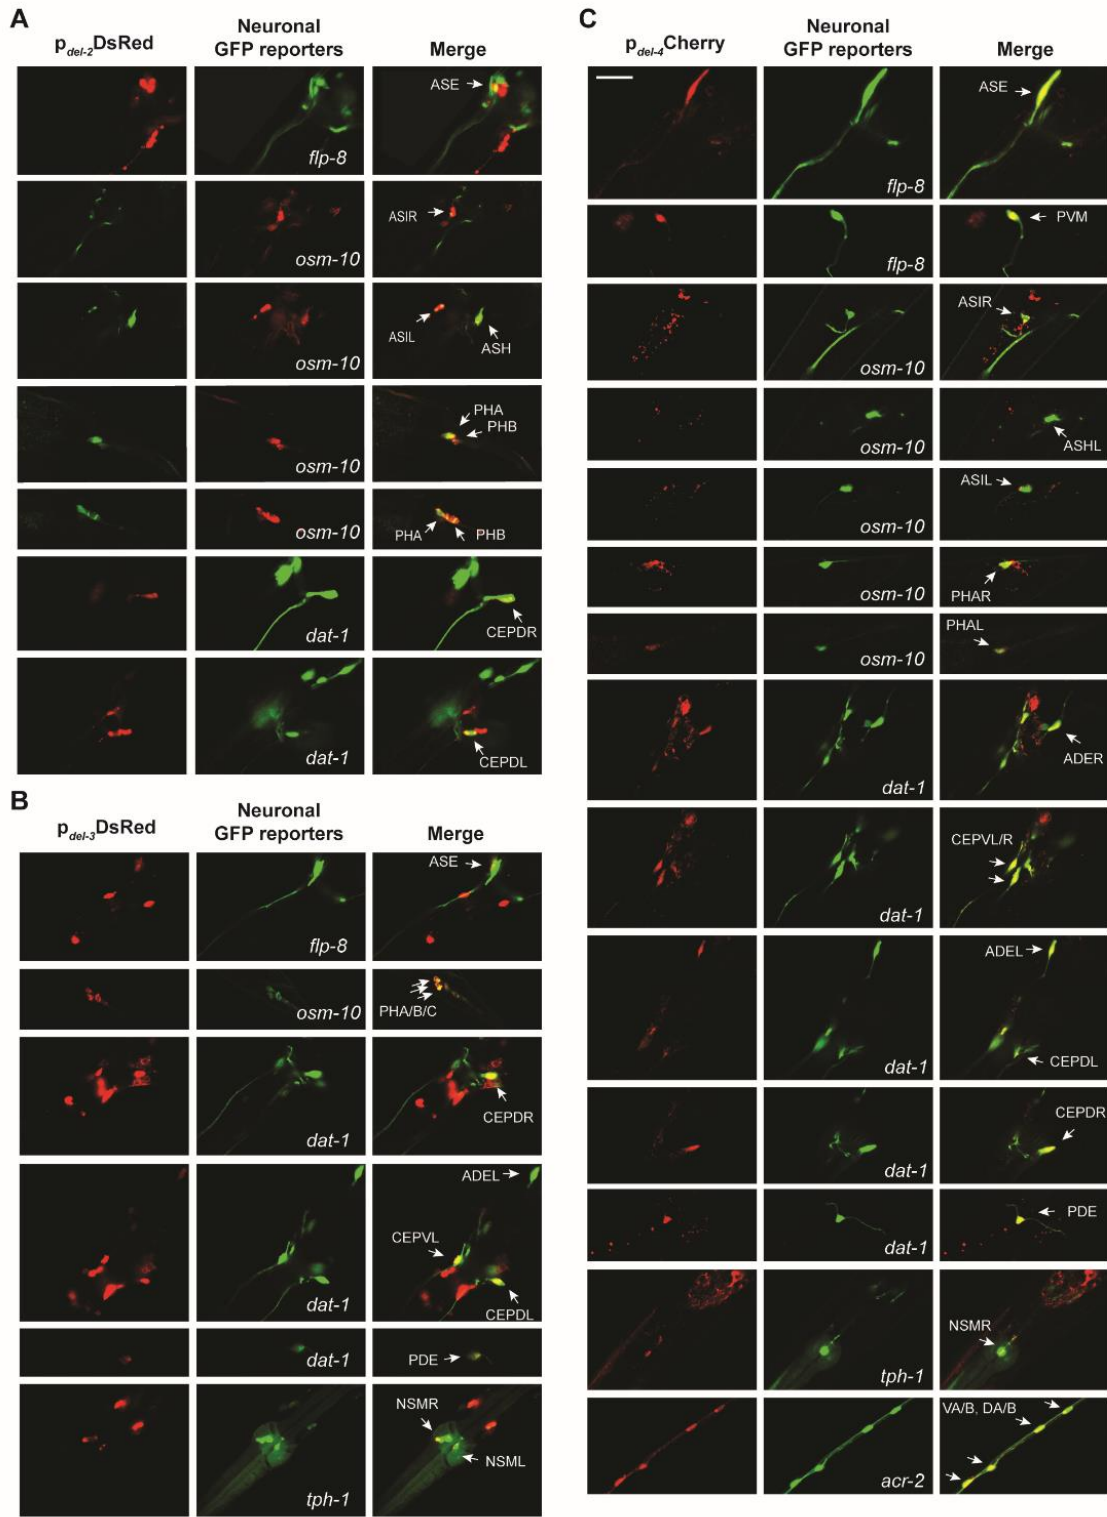 A
p_del-2DsRed
Neuronal
GFP reporters
Merge
ASE
flp-8
ASIR
osm-10
ASIL
ASH
osm-10
PHA
PHB
osm-10
osm-10
PHA
PHB
dat-1
CEPDR
dat-1
CEPDL
B
p_del-3DsRed
Neuronal
GFP reporters
Merge
ASE
flp-8
osm-10
PHA/B/C
dat-1
CEPDR
ADEL
CEPVL
dat-1
CEPDL
dat-1
PDE
NSMR
NSML
tph-1
C
p_del-4Cherry
Neuronal
GFP reporters
Merge
ASE
flp-8
PVM
flp-8
ASIR
osm-10
osm-10
ASHL
ASIL
osm-10
osm-10
PHAR
PHAL
osm-10
dat-1
ADER
CEPVL/R
dat-1
ADEL
dat-1
CEPDL
CEPDR
dat-1
PDE
dat-1
NSMR
tph-1
VA/B, DA/B
acr-2